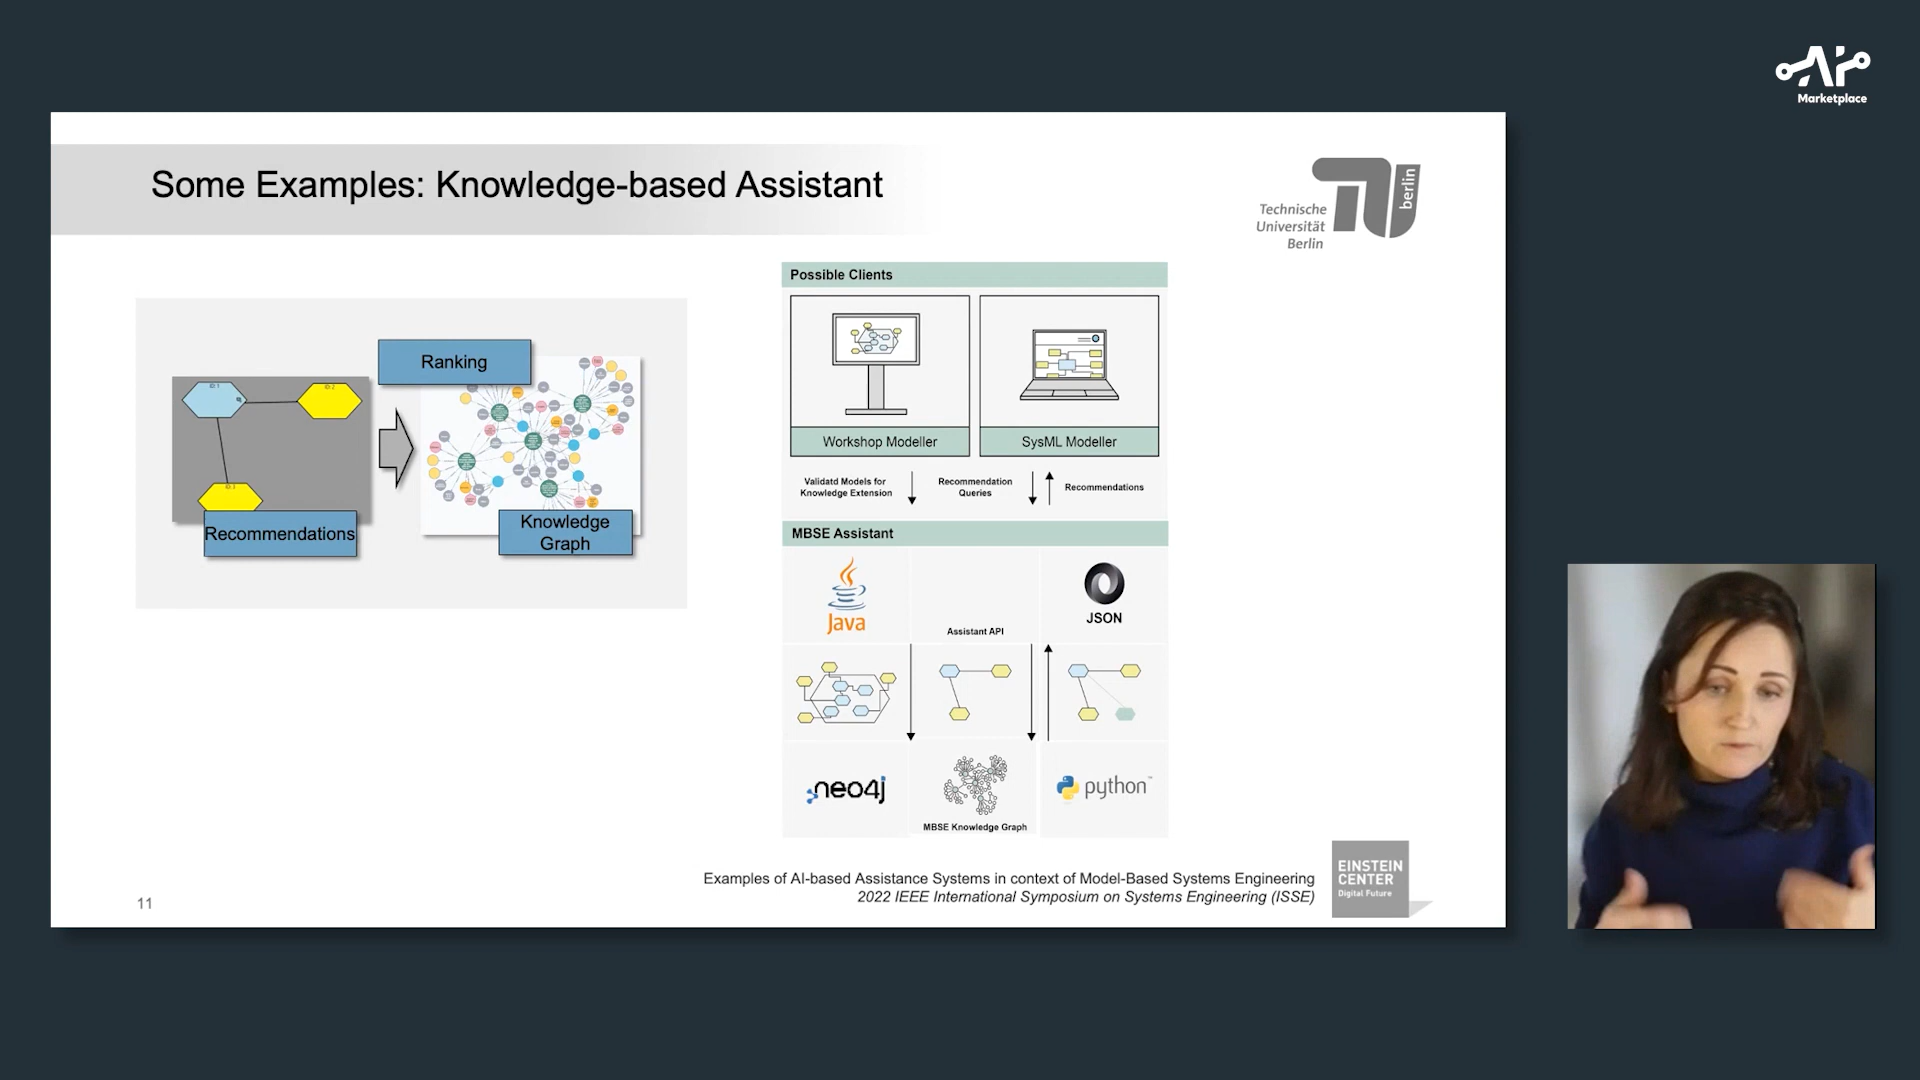 AI
Marketplace
Some Examples: Knowledge-based Assistant
Technische
Universität
Berlin
berlin
Possible Clients
Ranking
ID:1
Recommendations
Knowledge
Graph
Workshop Modeller
SysML Modeller
Validatd Models for
Knowledge Extension
Recommendation
Queries
Recommendations
MBSE Assistant
Java
Assistant API
JSON
neo4j
python
MBSE Knowledge Graph
Examples of AI-based Assistance Systems in context of Model-Based Systems Engineering
2022 IEEE International Symposium on Systems Engineering (ISSE)
EINSTEIN
CENTER
Digital Future
11